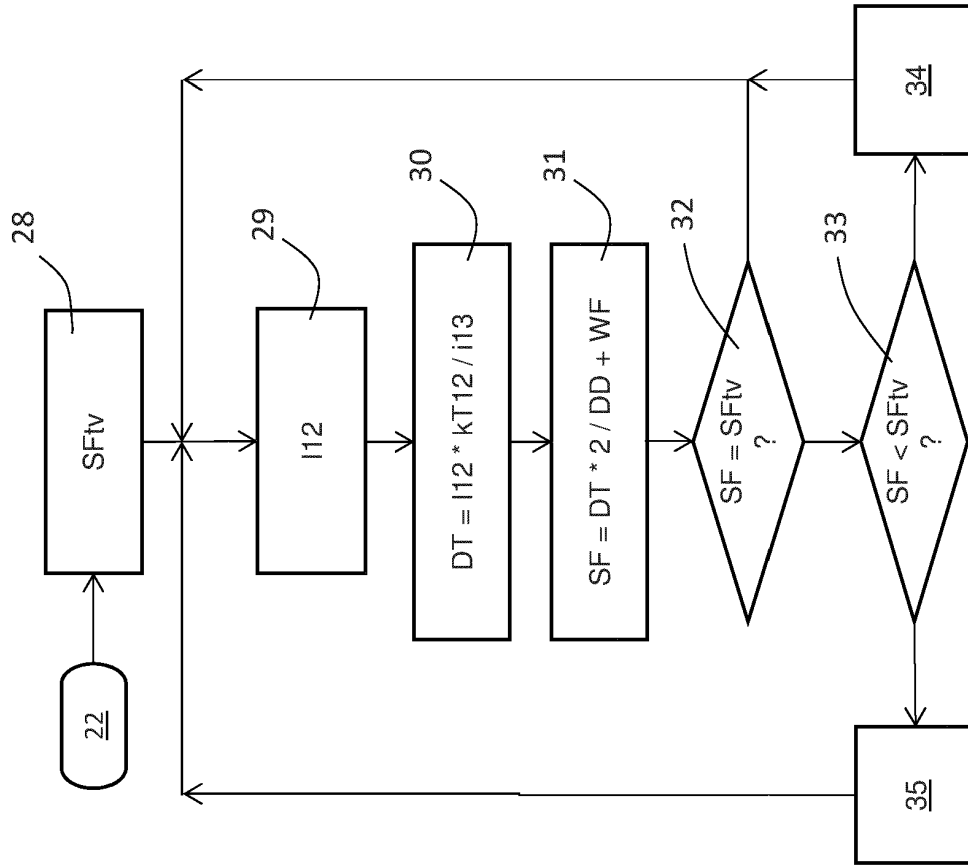 22
SFtv
28
I12
29
DT = I12 * kT12 / i13
30
SF = DT * 2 / DD + WF
31
SF = SFtv
?
32
SF < SFtv
?
33
34
35